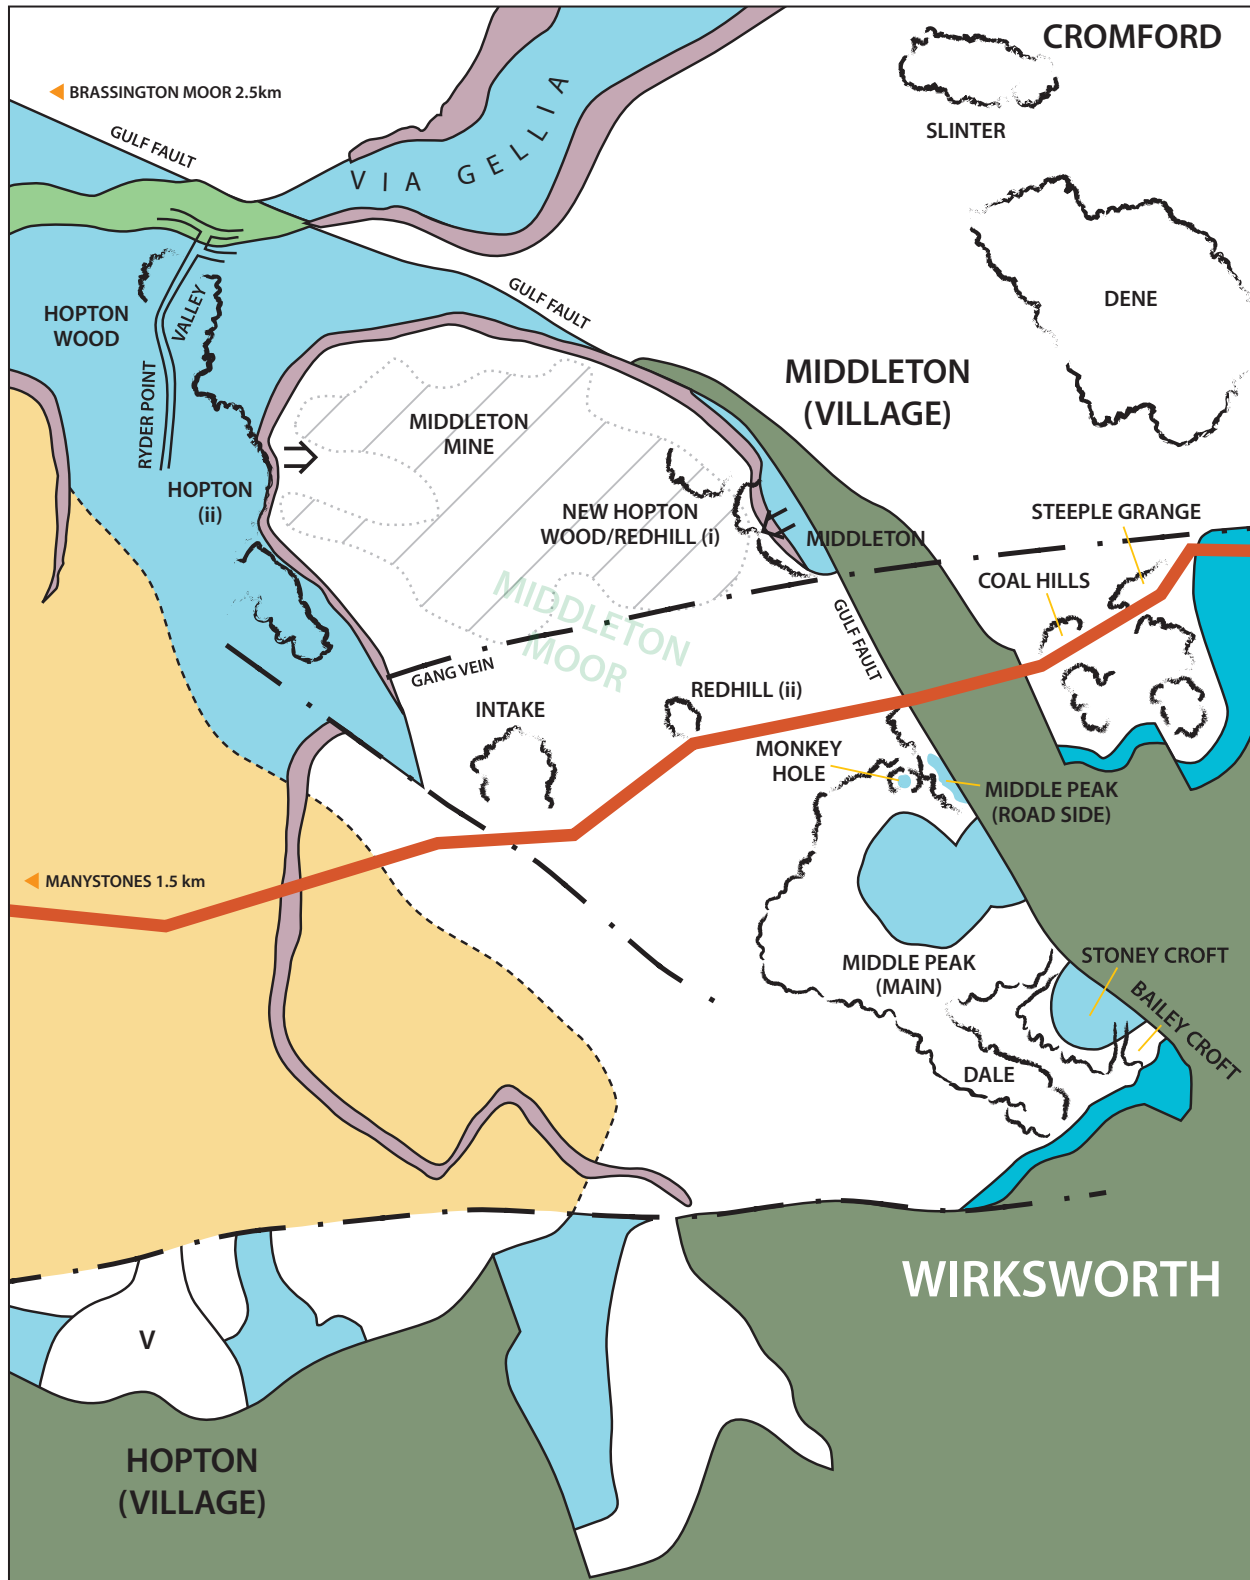 CROMFORD
SLINTER
BRASSINGTON MOOR 2.5km
GULF FAULT
VIA GELLIA
DENE
HOPTON
WOOD
VALLEY
RYDER POINT
GULF FAULT
MIDDLETON
(VILLAGE)
MIDDLETON
MINE
HOPTON
(ii)
NEW HOPTON
WOOD/REDHILL (i)
MIDDLETON
STEEPLE GRANGE
COAL HILLS
MIDDLETON
MOOR
GULF FAULT
GANG VEIN
REDHILL (ii)
INTAKE
MONKEY
HOLE
MIDDLE PEAK
(ROAD SIDE)
MANYSTONES 1.5 km
MIDDLE PEAK
(MAIN)
STONEY CROFT
BAILEY CROFT
DALE
WIRKSWORTH
V
HOPTON
(VILLAGE)